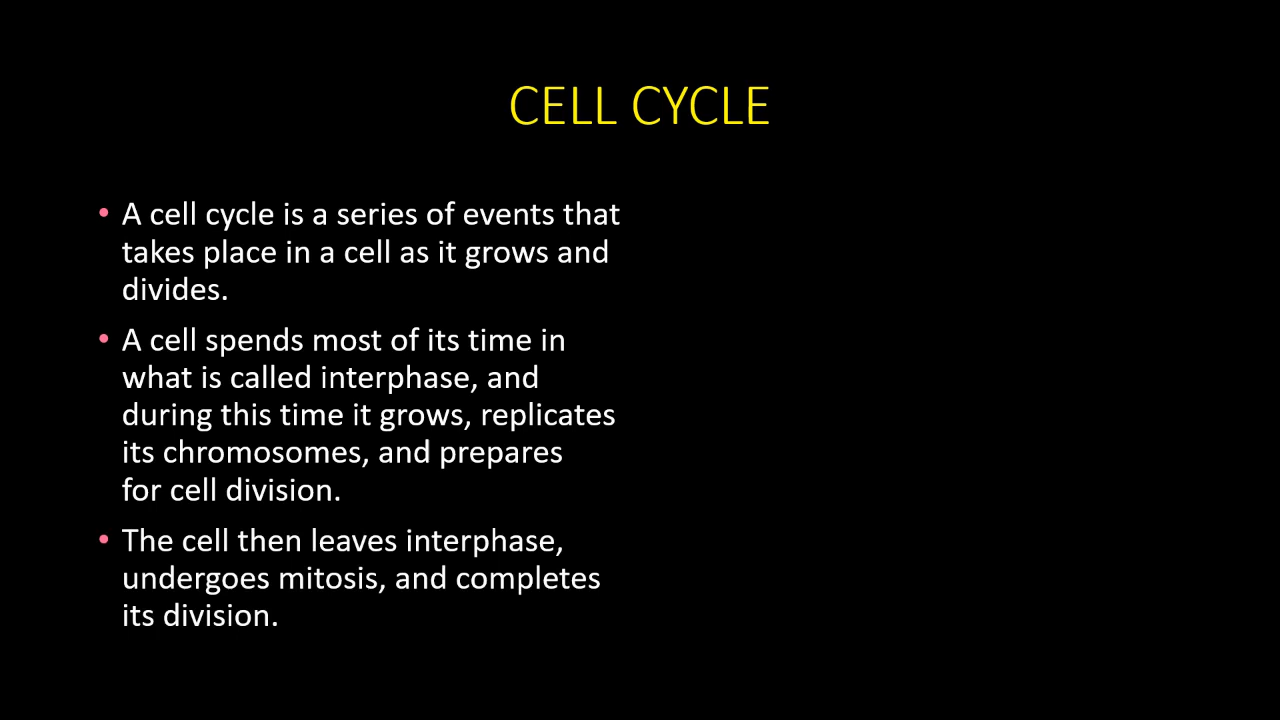 CELL CYCLE
• A cell cycle is a series of events that
takes place in a cell as it grows and
divides.
• A cell spends most of its time in
what is called interphase, and
during this time it grows, replicates
its chromosomes, and prepares
for cell division.
• The cell then leaves interphase,
undergoes mitosis, and completes
its division.